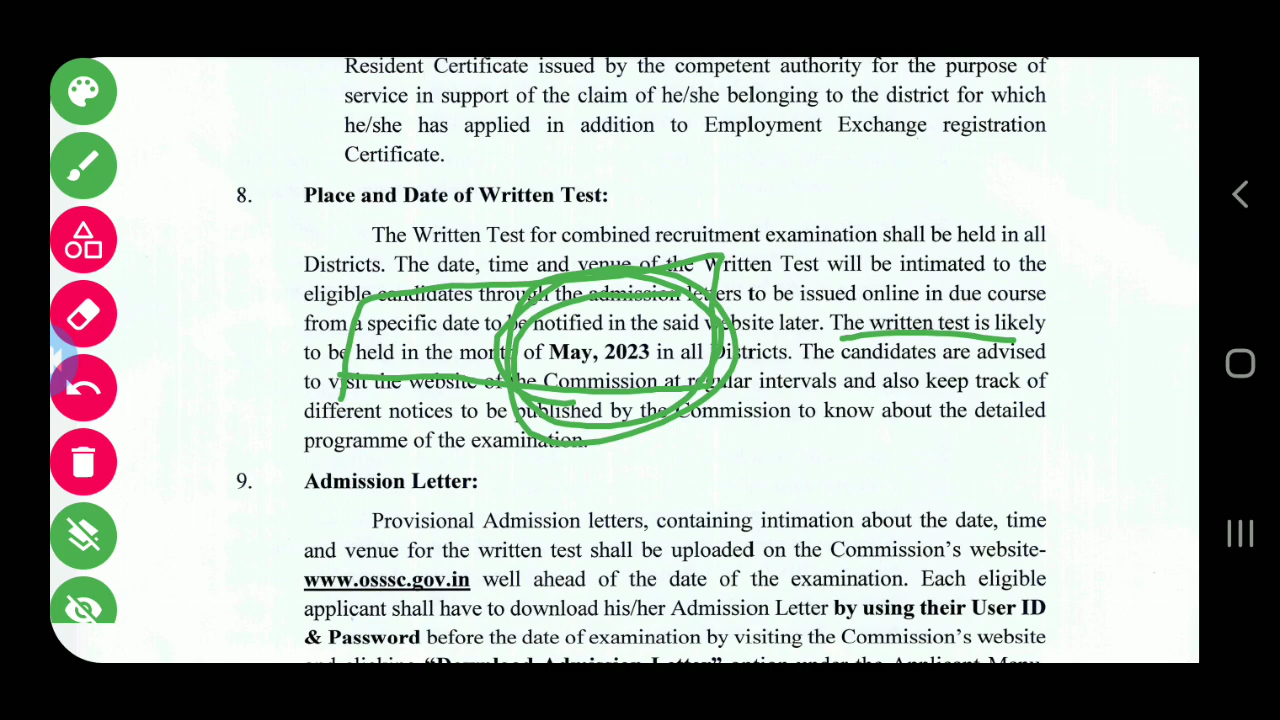 Resident Certificate issued by the competent authority for the purpose of
service in support of the claim of he/she belonging to the district for which
he/she has applied in addition to Employment Exchange registration
Certificate.
8. Place and Date of Written Test:
The Written Test for combined recruitment examination shall be held in all
Districts. The date, time and venue of the Written Test will be intimated to the
eligible candidates through the admission letters to be issued online in due course
from a specific date to be notified in the said website later. The written test is likely
to be held in the month of May, 2023 in all Districts. The candidates are advised
to visit the website of the Commission at regular intervals and also keep track of
different notices to be published by the Commission to know about the detailed
programme of the examination.
9. Admission Letter:
Provisional Admission letters, containing intimation about the date, time
and venue for the written test shall be uploaded on the Commission's website-
www.osssc.gov.in well ahead of the date of the examination. Each eligible
applicant shall have to download his/her Admission Letter by using their User ID
& Password before the date of examination by visiting the Commission's website
and clicking "Download Admission Letter" option under the Applicant Menu.